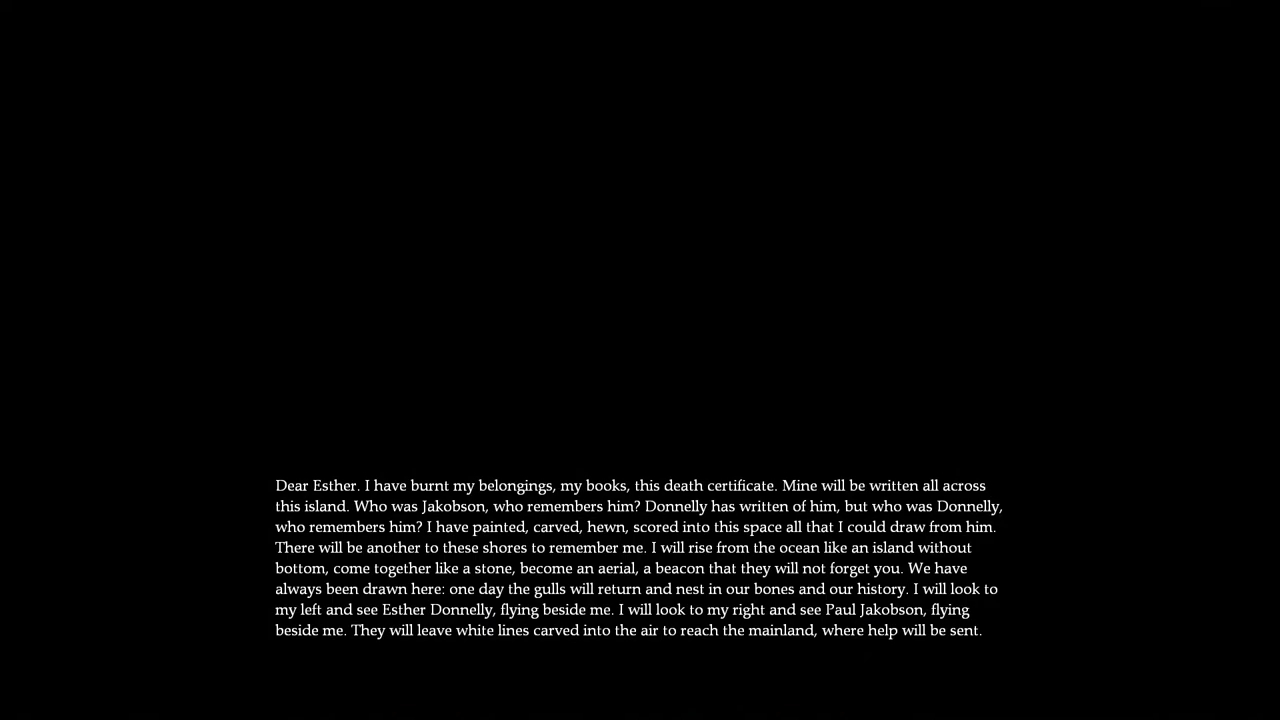 Dear Esther. I have burnt my belongings, my books, this death certificate. Mine will be written all across
this island. Who was Jakobson, who remembers him? Donnelly has written of him, but who was Donnelly,
who remembers him? I have painted, carved, hewn, scored into this space all that I could draw from him.
There will be another to these shores to remember me. I will rise from the ocean like an island without
bottom, come together like a stone, become an aerial, a beacon that they will not forget you. We have
always been drawn here: one day the gulls will return and nest in our bones and our history. I will look to
my left and see Esther Donnelly, flying beside me. I will look to my right and see Paul Jakobson, flying
beside me. They will leave white lines carved into the air to reach the mainland, where help will be sent.